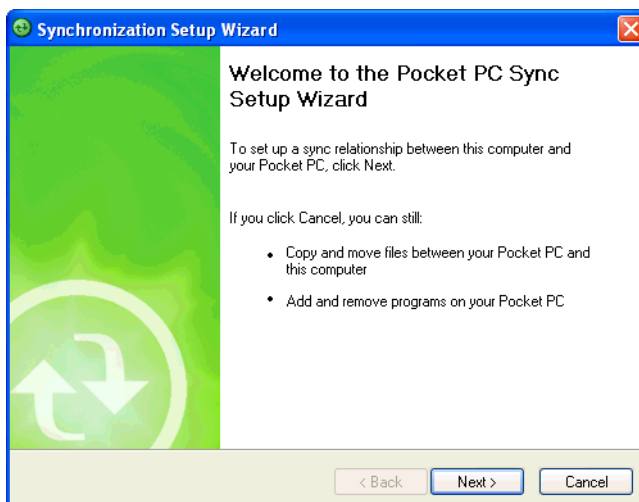 Synchronization Setup Wizard
Welcome to the Pocket PC Sync
Setup Wizard
To set up a sync relationship between this computer and
your Pocket PC, click Next.
If you click Cancel, you can still:
• Copy and move files between your Pocket PC and
this computer
• Add and remove programs on your Pocket PC
< Back Next > Cancel